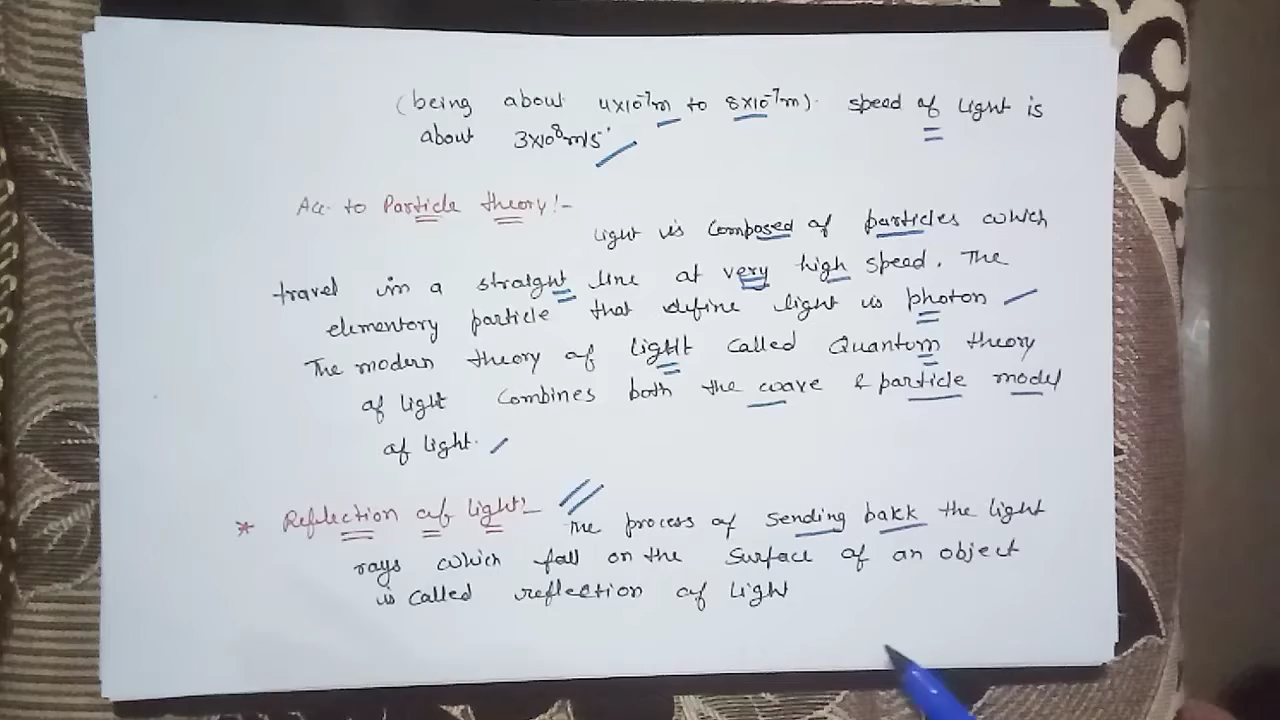 (being about 4x10⁻⁷m to 8x10⁻⁷m). speed of light is
about 3x10⁸m/s.
Acc. to Particle theory!-
light is composed of particles which
travel in a straight line at very high speed. The
elementory particle that define light is photon
The modern theory of light called Quantum theory
of light combines both the wave & particle model
of light.
* Reflection of light!- The process of sending back the light
rays which fall on the surface of an object
is called reflection of light